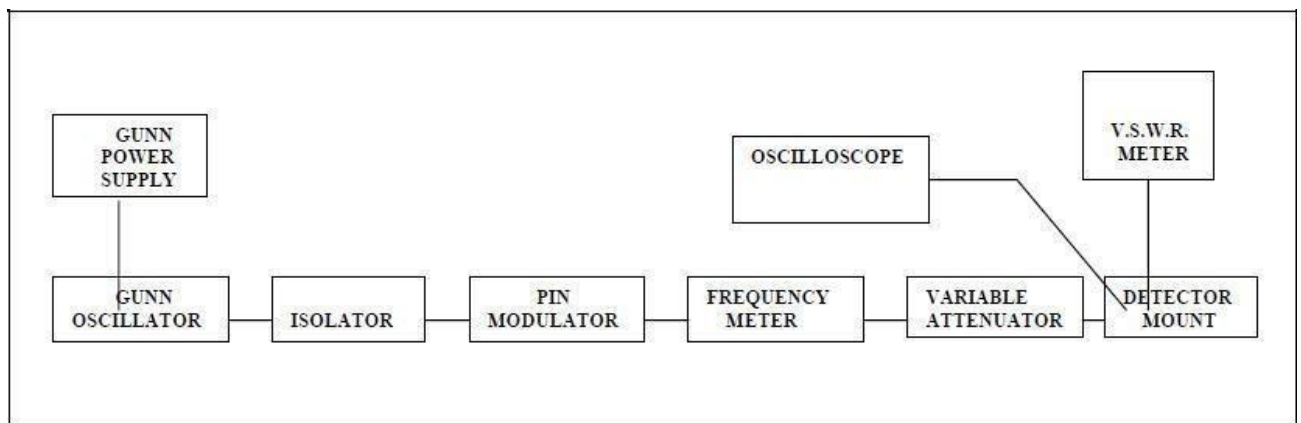 GUNN
POWER
SUPPLY
OSCILLOSCOPE
V.S.W.R.
METER
GUNN
OSCILLATOR
ISOLATOR
PIN
MODULATOR
FREQUENCY
METER
VARIABLE
ATTENUATOR
DETECTOR
MOUNT